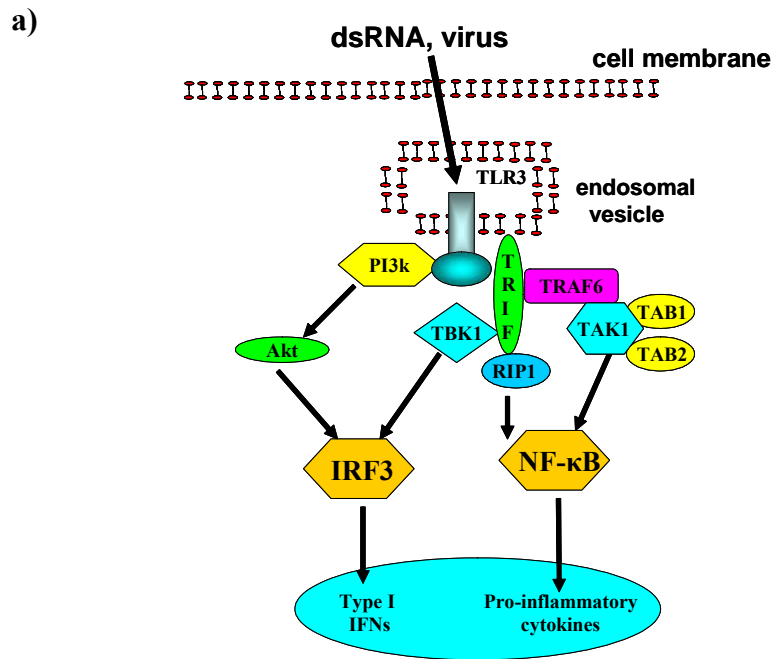 a)
dsRNA, virus
cell membrane
TLR3
endosomal
vesicle
PI3k
TRIF
TRAF6
TAB1
TBK1
TAK1
Akt
TAB2
RIP1
IRF3
NF-κB
Type I
IFNs
Pro-inflammatory
cytokines